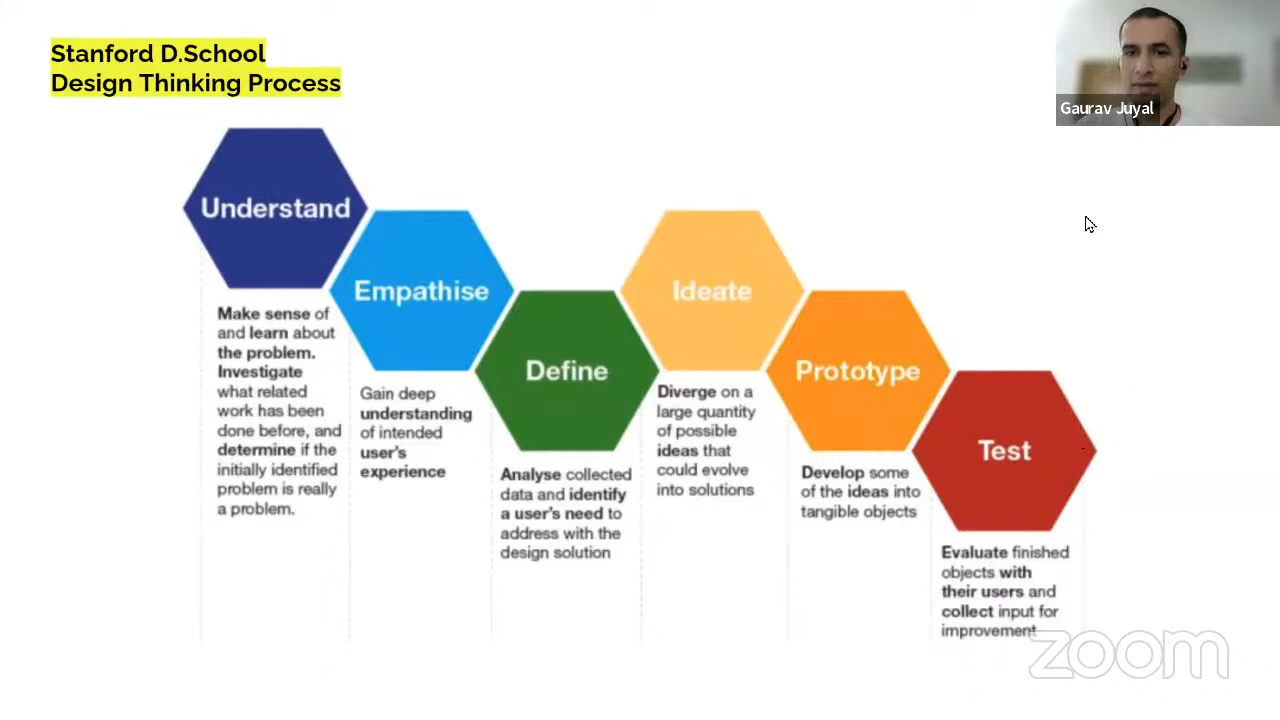 Stanford D.School
Design Thinking Process
Gaurav Juyal
Understand
Make sense of
and learn about
the problem.
Investigate
what related
work has been
done before, and
determine if the
initially identified
problem is really
a problem.
Empathise
Gain deep
understanding
of intended
user's
experience
Define
Analyse collected
data and identify
a user's need to
address with the
design solution
Ideate
Diverge on a
large quantity
of possible
ideas that
could evolve
into solutions
Prototype
Develop some
of the ideas into
tangible objects
Test
Evaluate finished
objects with
their users and
collect input for
improvement
zoom